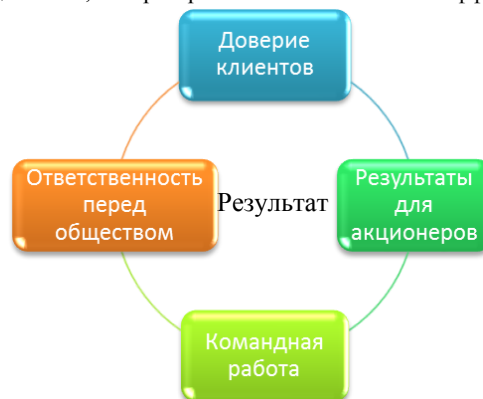 Доверие
клиентов
Ответственность
перед
обществом
Результат
Результаты
для
акционеров
Командная
работа